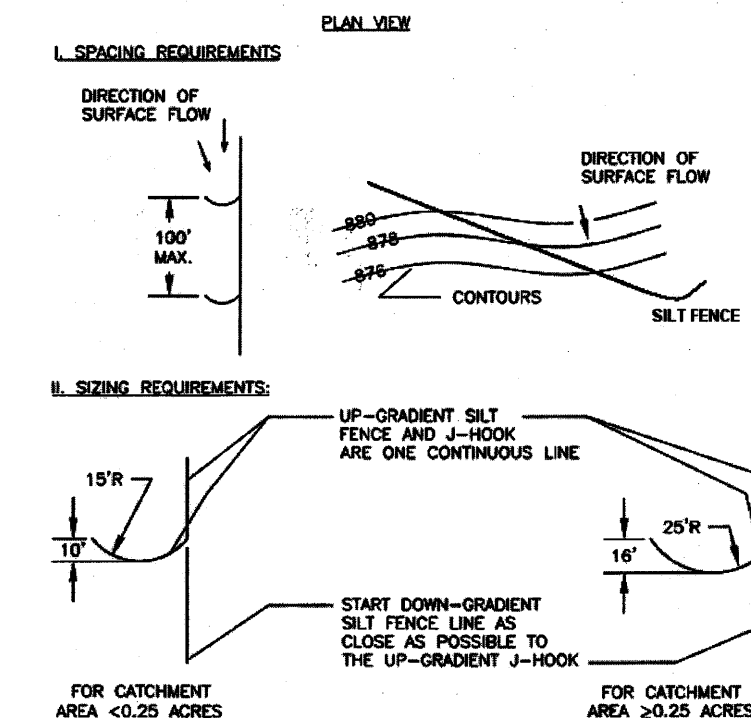 PLAN VIEW
I. SPACING REQUIREMENTS
DIRECTION OF
SURFACE FLOW
100'
MAX.
DIRECTION OF
SURFACE FLOW
880
878
876
CONTOURS
SILT FENCE
II. SIZING REQUIREMENTS:
UP-GRADIENT SILT
FENCE AND J-HOOK
ARE ONE CONTINUOUS LINE
15'R
10'
25'R
16'
START DOWN-GRADIENT
SILT FENCE LINE AS
CLOSE AS POSSIBLE TO
THE UP-GRADIENT J-HOOK
FOR CATCHMENT
AREA <0.25 ACRES
FOR CATCHMENT
AREA ≥0.25 ACRES